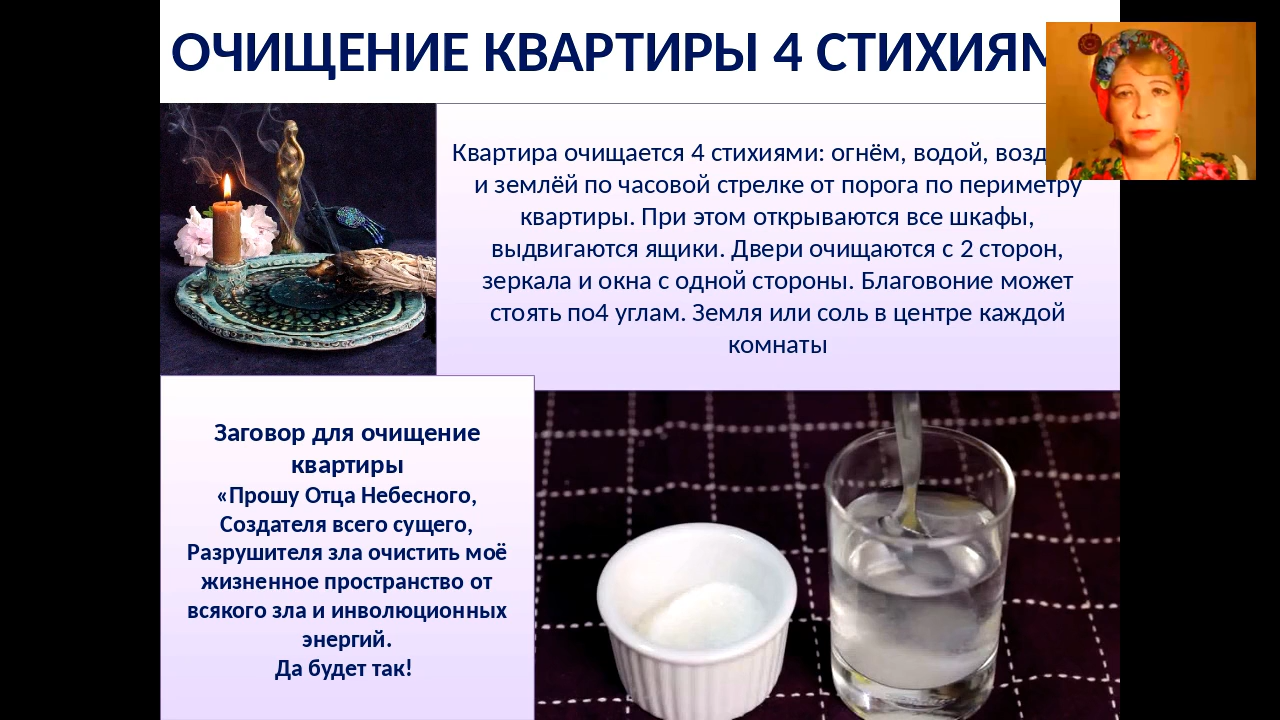 ОЧИЩЕНИЕ КВАРТИРЫ 4
Квартира очищается 4 стихиями: огнём, водой,
и землёй по часовой стрелке от порога по периметру
квартиры. При этом открываются все шкафы,
выдвигаются ящики. Двери очищаются с 2 сторон,
зеркала и окна с одной стороны. Благовоние может
стоять по4 углам. Земля или соль в центре каждой
комнаты
Заговор для очищение
квартиры
«Прошу Отца Небесного,
Создателя всего сущего,
Разрушителя зла очистить моё
жизненное пространство от
всякого зла и инволюционных
энергий.
Да будет так!